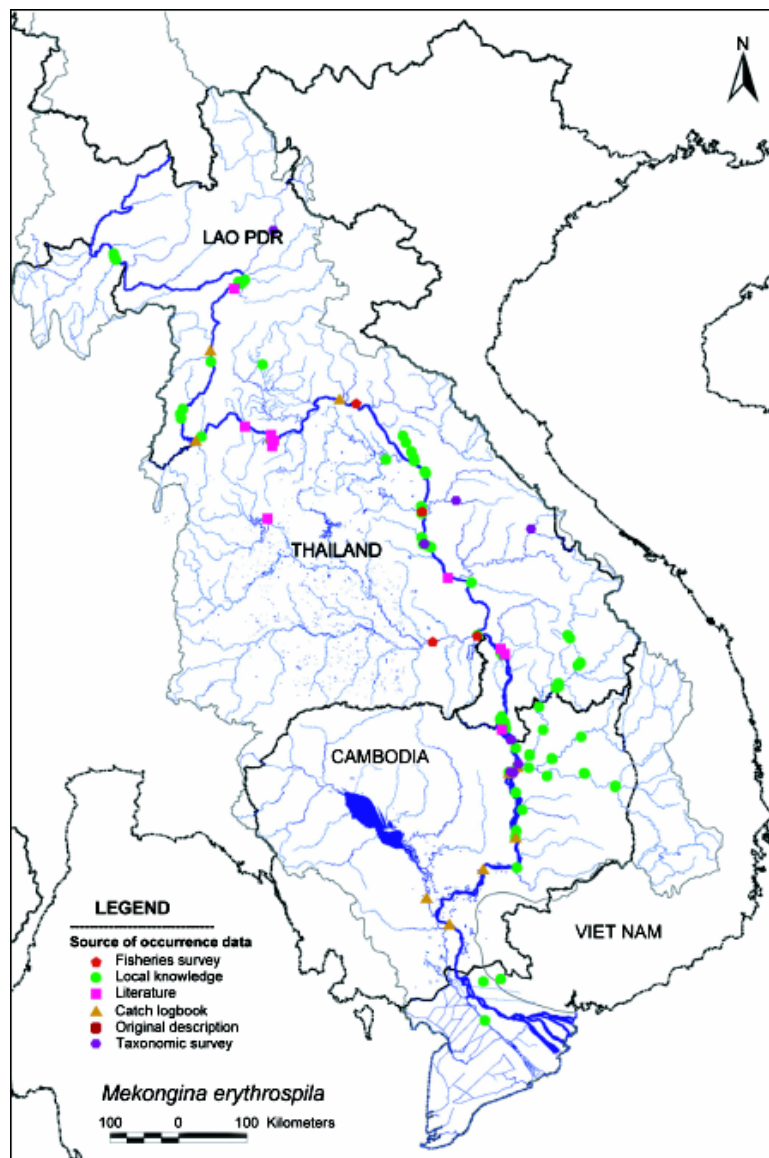 N
LAO PDR
THAILAND
CAMBODIA
VIET NAM
LEGEND
Source of occurrence data
Fisheries survey
Local knowledge
Literature
Catch logbook
Original description
Taxonomic survey
Mekongina erythrospila
100 0 100 Kilometers